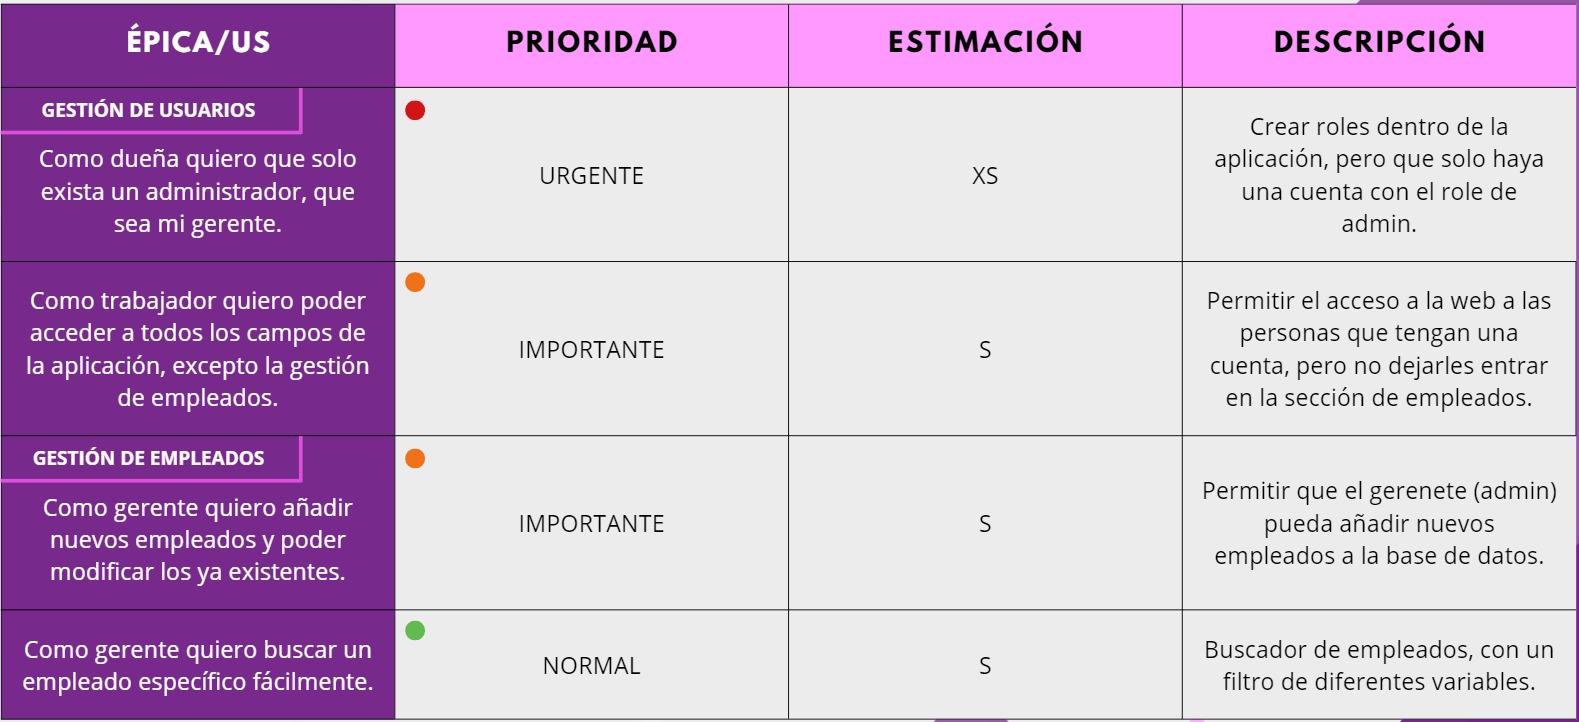 ÉPICA/US
PRIORIDAD
ESTIMACIÓN
DESCRIPCIÓN
GESTIÓN DE USUARIOS
Como dueña quiero que solo
exista un administrador, que
sea mi gerente.
URGENTE
XS
Crear roles dentro de la
aplicación, pero que solo haya
una cuenta con el role de
admin.
Como trabajador quiero poder
acceder a todos los campos de
la aplicación, excepto la gestión
de empleados.
IMPORTANTE
S
Permitir el acceso a la web a las
personas que tengan una
cuenta, pero no dejarles entrar
en la sección de empleados.
GESTIÓN DE EMPLEADOS
Como gerente quiero añadir
nuevos empleados y poder
modificar los ya existentes.
IMPORTANTE
S
Permitir que el gerenete (admin)
pueda añadir nuevos
empleados a la base de datos.
Como gerente quiero buscar un
empleado específico fácilmente.
NORMAL
S
Buscador de empleados, con un
filtro de diferentes variables.